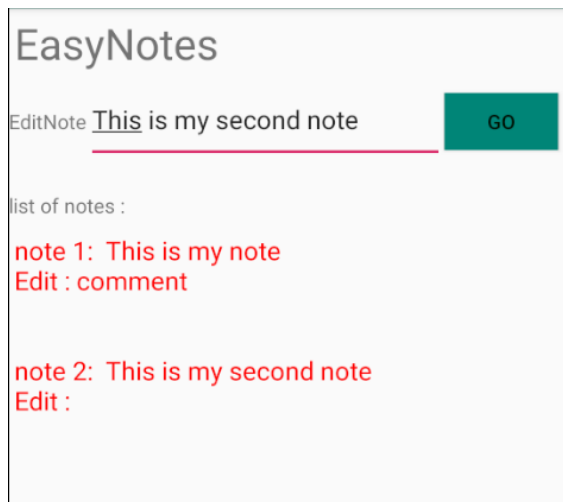 EasyNotes
EditNote This is my second note GO
list of notes :
note 1:  This is my note
Edit : comment
note 2:  This is my second note
Edit :